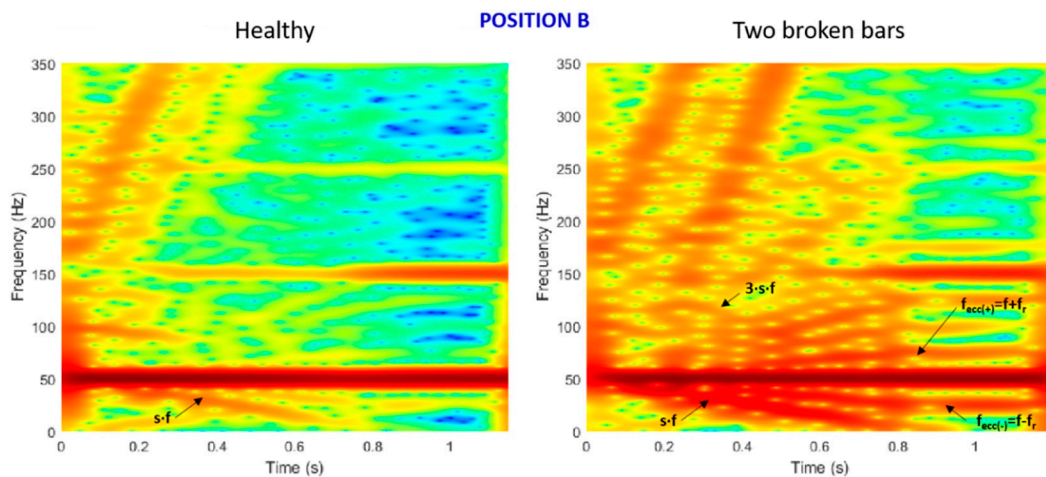 POSITION B
Healthy
Two broken bars
350
300
250
200
150
100
50
0
Frequency (Hz)
s·f
0
0.2
0.4
0.6
0.8
1
Time (s)
350
300
250
200
150
100
50
0
Frequency (Hz)
3·s·f
fecc(+)=f+fr
s·f
fecc(-)=f-fr
0
0.2
0.4
0.6
0.8
1
Time (s)